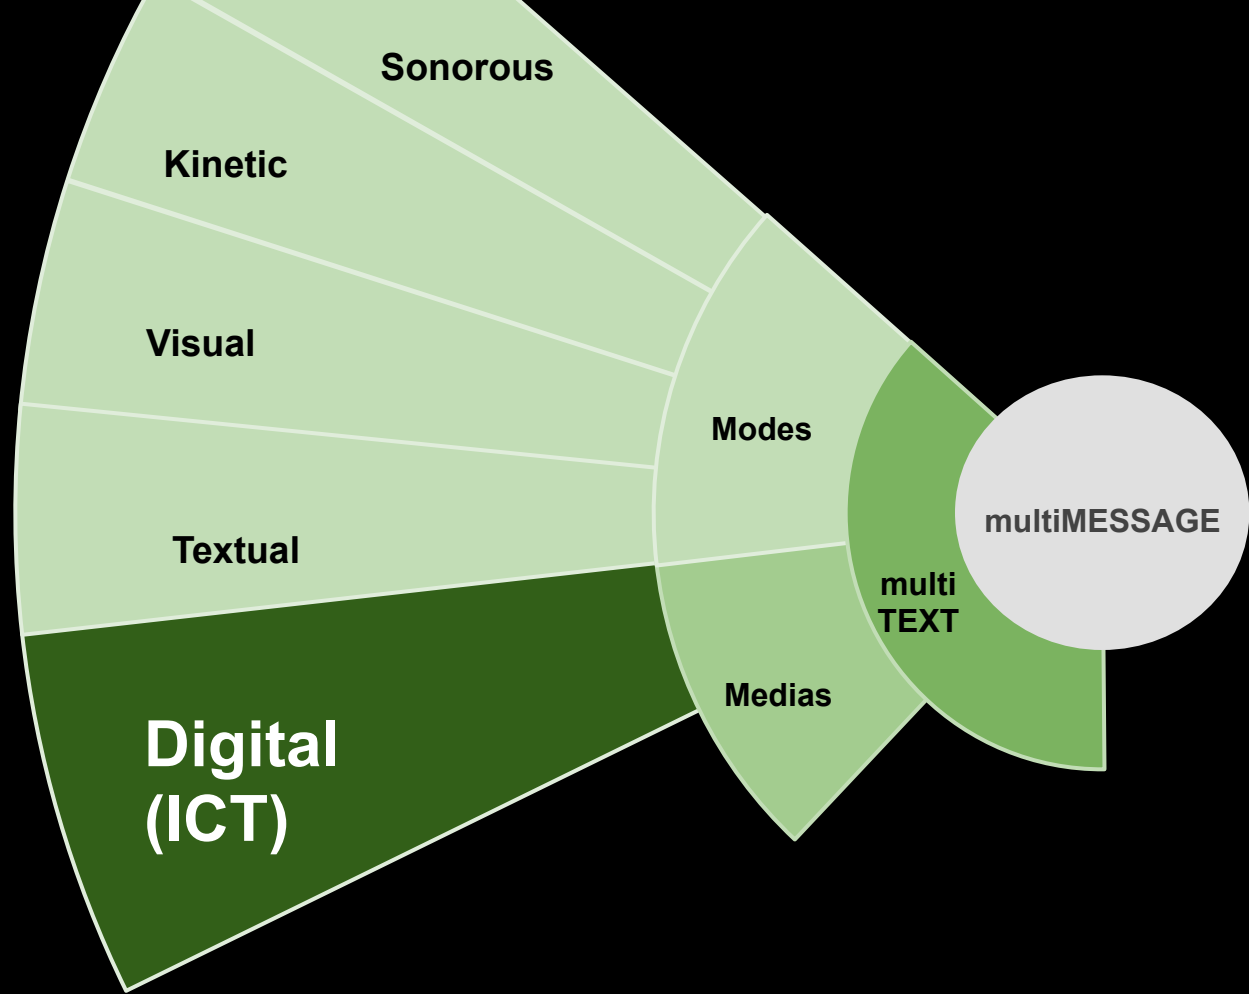 Sonorous
Kinetic
Visual
Textual
Digital
(ICT)
Modes
Medias
multi
TEXT
multiMESSAGE